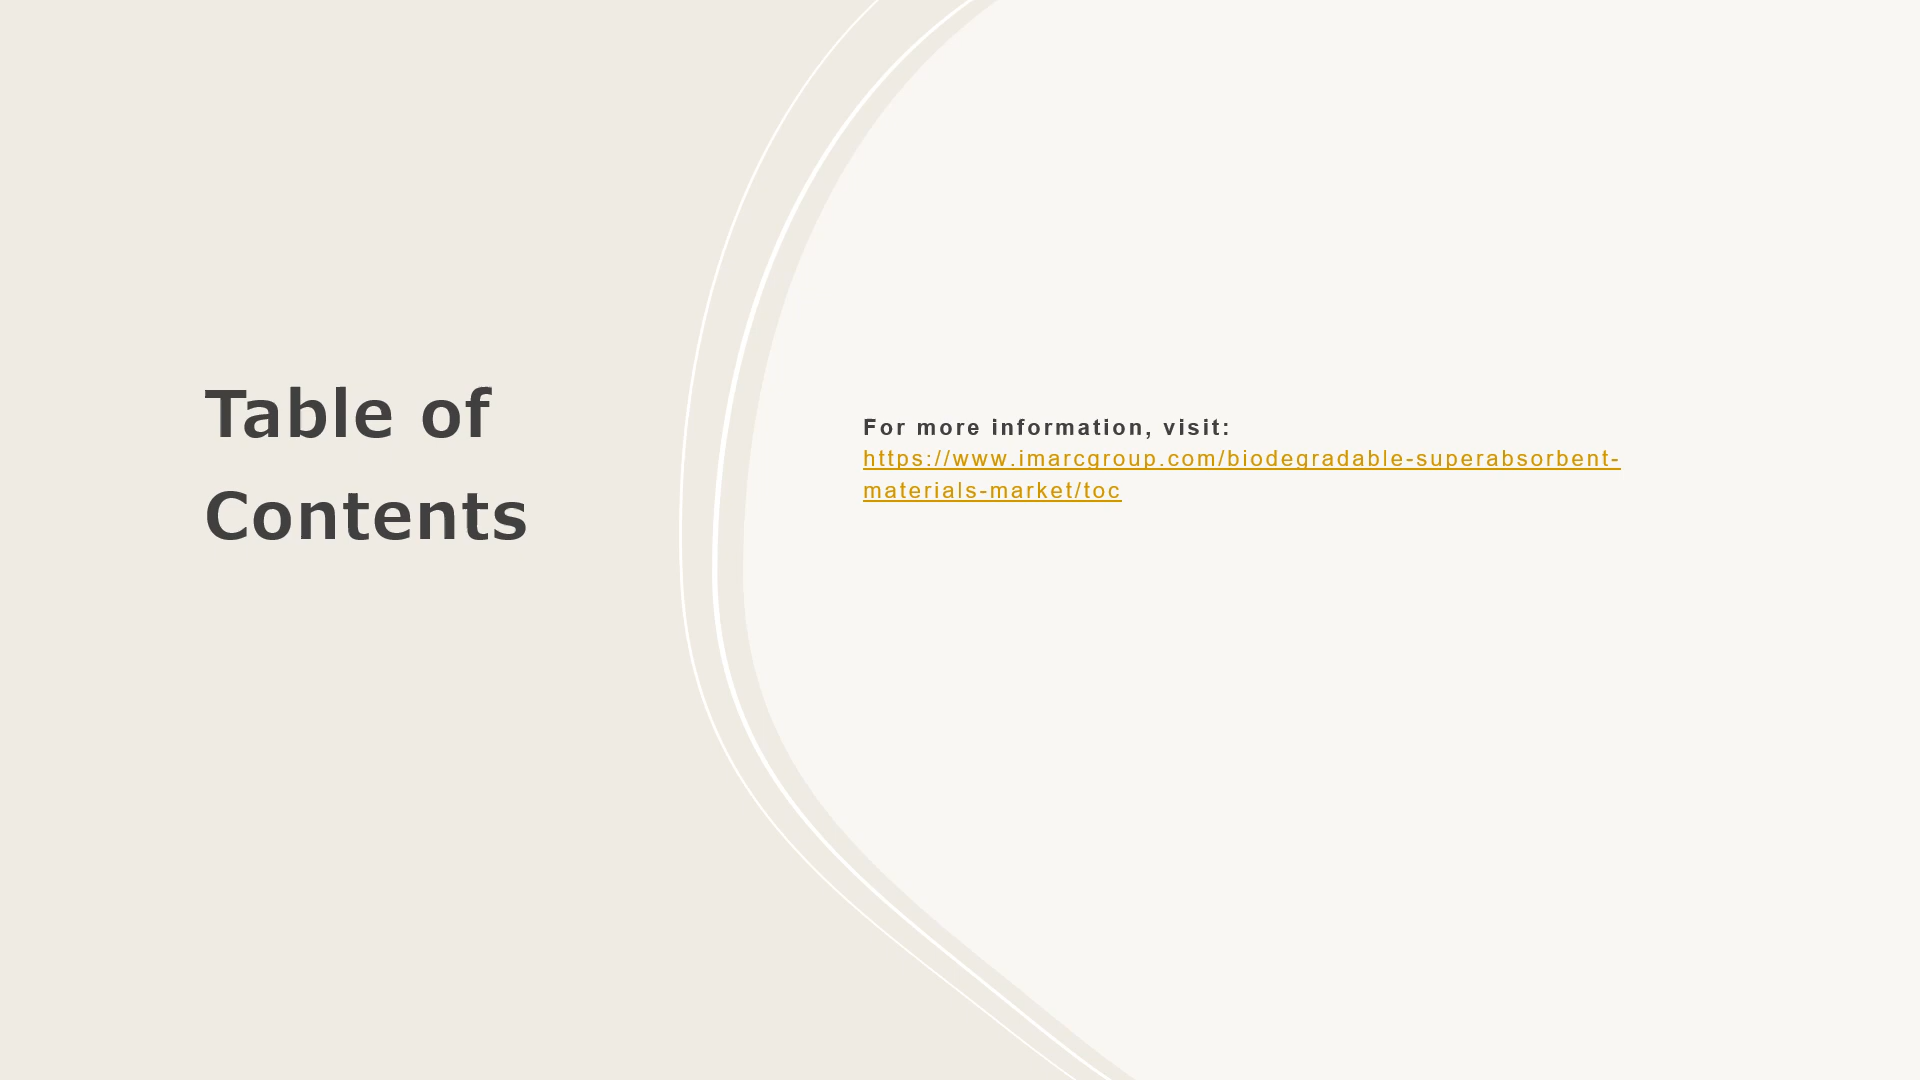 Table of
Contents
For more information, visit:
https://www.imarcgroup.com/biodegradable-superabsorbent-
materials-market/toc